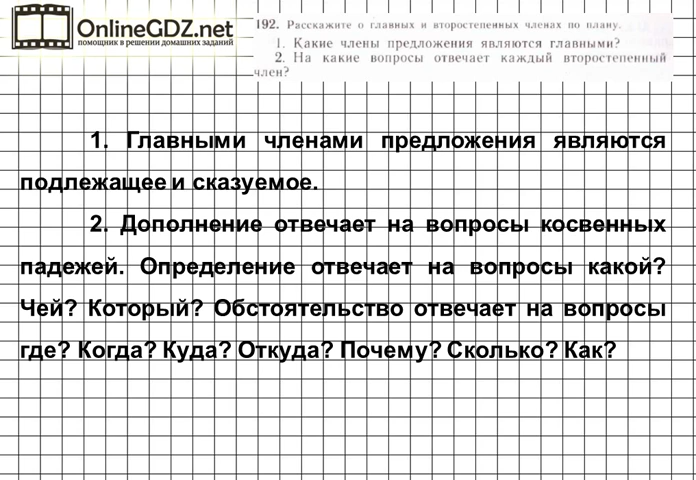 OnlineGDZ.net
помощник в решении домашних заданий
192. Расскажите о главных и второстепенных членах по плану.
1. Какие члены предложения являются главными?
2. На какие вопросы отвечает каждый второстепенный
член?
1. Главными членами предложения являются
подлежащее и сказуемое.
2. Дополнение отвечает на вопросы косвенных
падежей. Определение отвечает на вопросы какой?
Чей? Который? Обстоятельство отвечает на вопросы
где? Когда? Куда? Откуда? Почему? Сколько? Как?